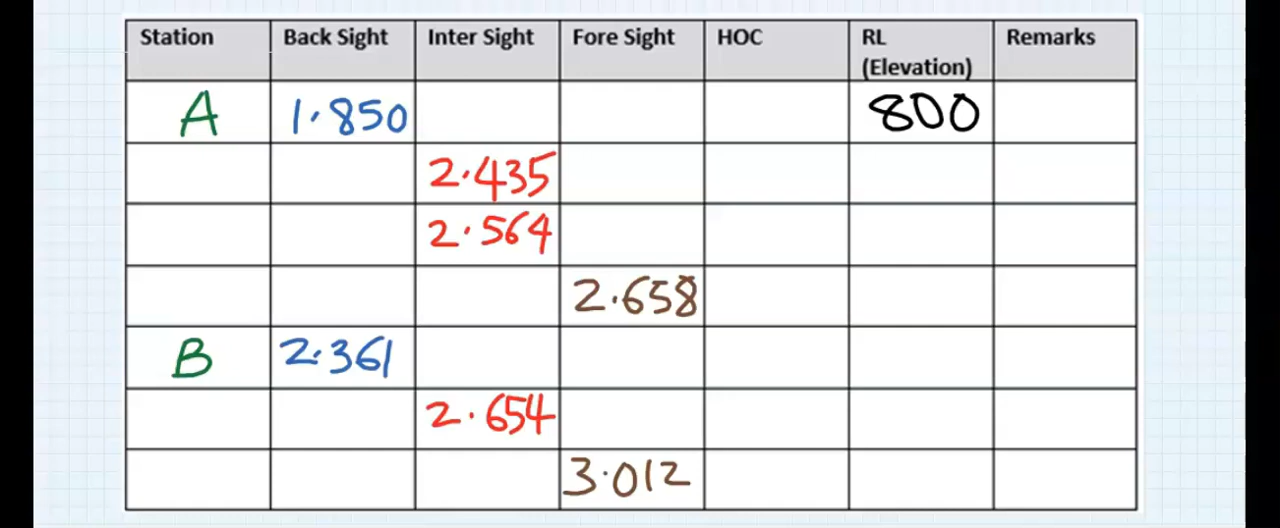 Station Back Sight Inter Sight Fore Sight HOC RL (Elevation) Remarks
A 1.850 800
2.435
2.564
2.658
B 2.361
2.654
3.012